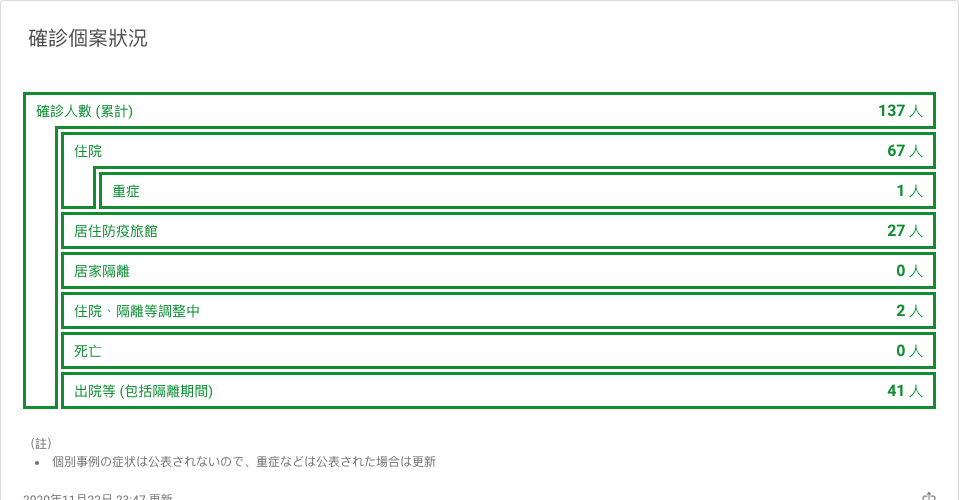 確診個案狀況
確診人數 (累計) 137 人
住院 67 人
重症 1 人
居住防疫旅館 27 人
居家隔離 0 人
住院、隔離等調整中 2 人
死亡 0 人
出院等 (包括隔離期間) 41 人
(註)
• 個別事例の症状は公表されないので、重症などは公表された場合は更新
2020年11月22日 23:47 更新